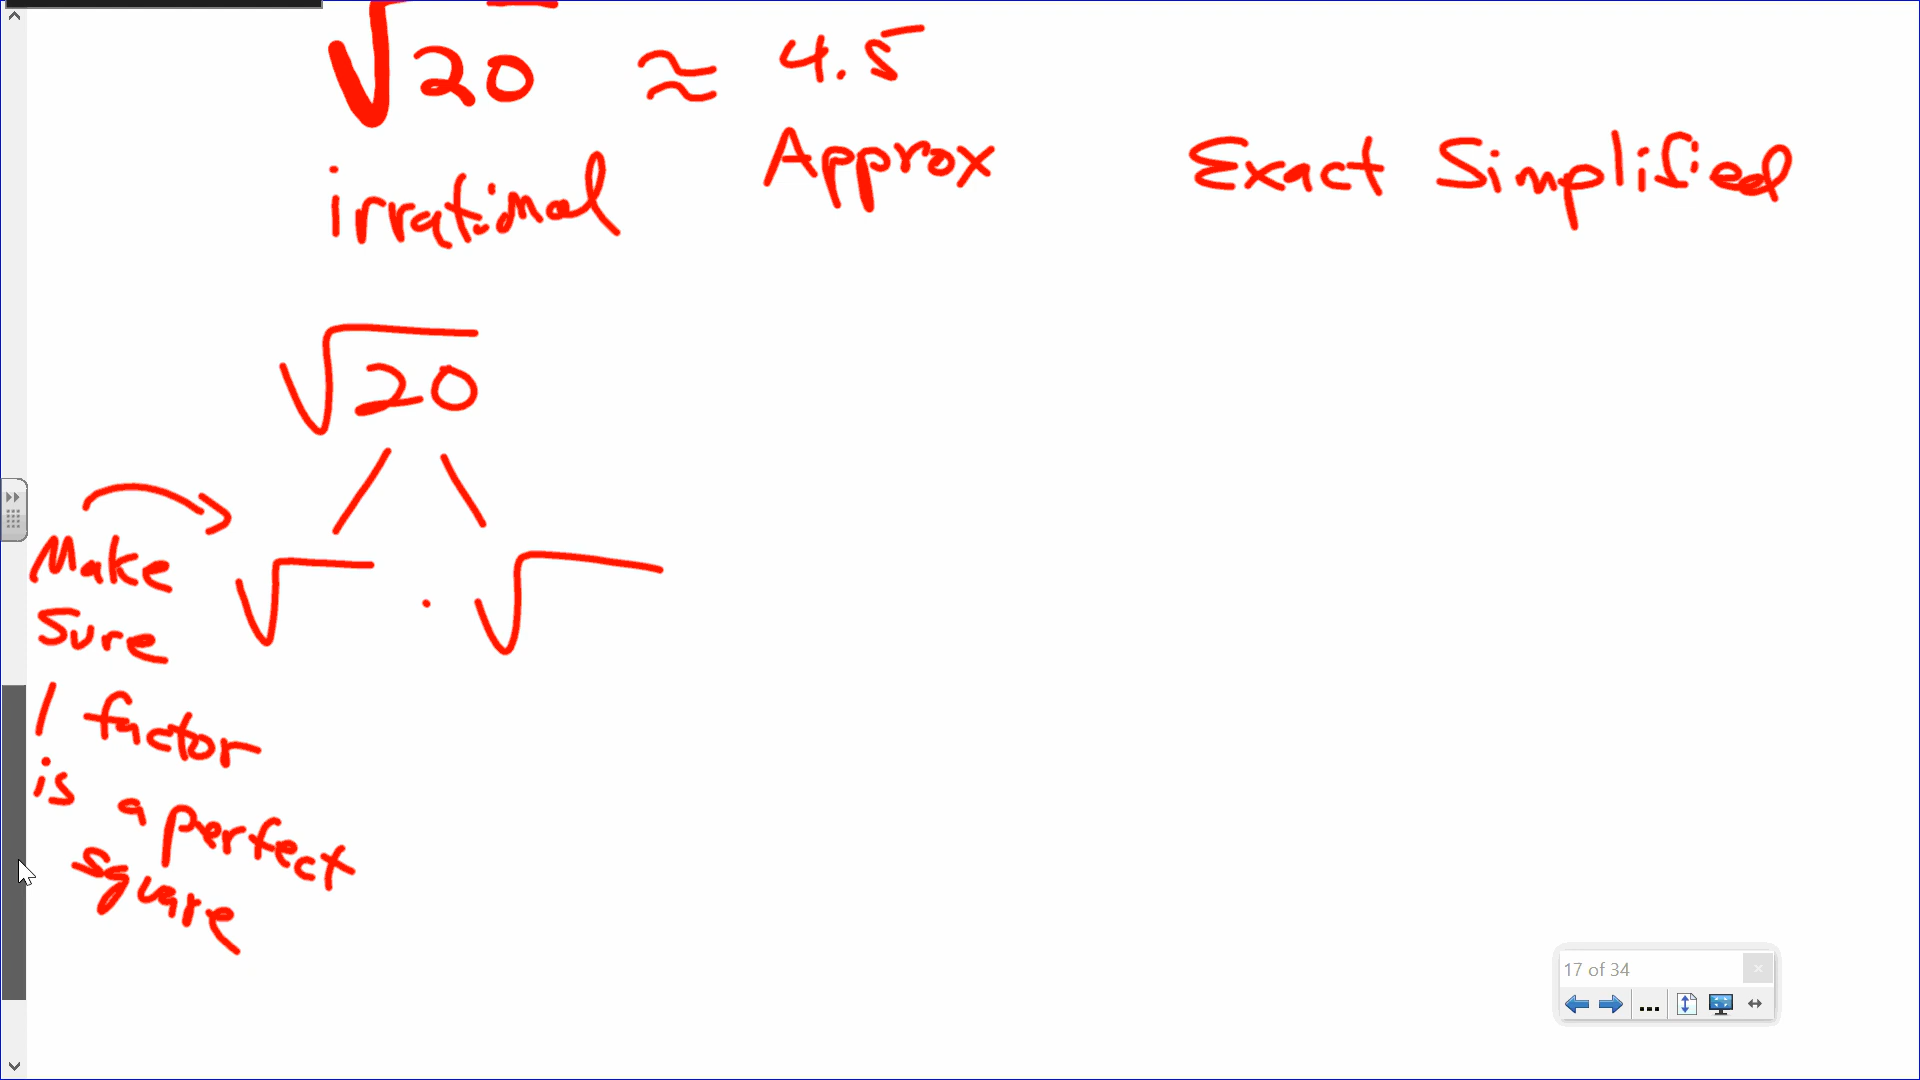 √20 ≈ 4.5
irrational Approx Exact Simplified
√20
√ · √
Make
Sure
1 factor
is a perfect
square
17 of 34